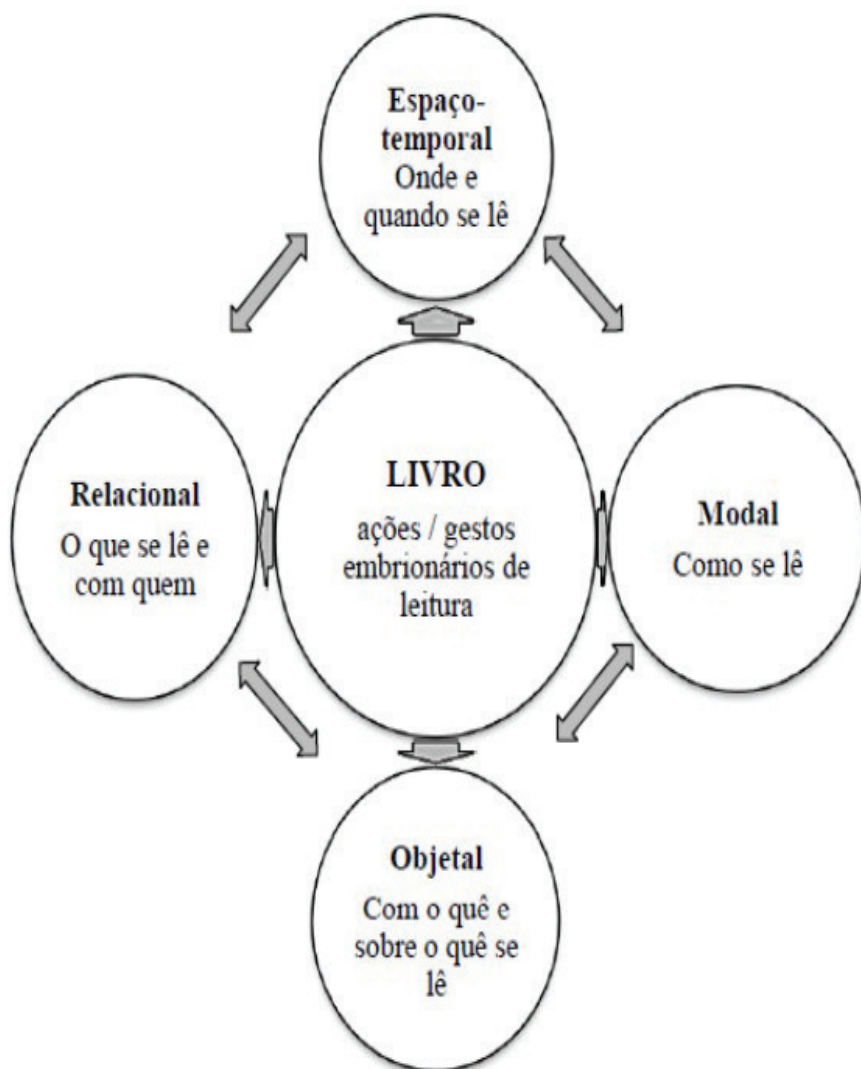 Espaço-
temporal
Onde e
quando se lê
Relacional
O que se lê e
com quem
LIVRO
ações / gestos
embrionários de
leitura
Modal
Como se lê
Objetal
Com o quê e
sobre o quê se
lê